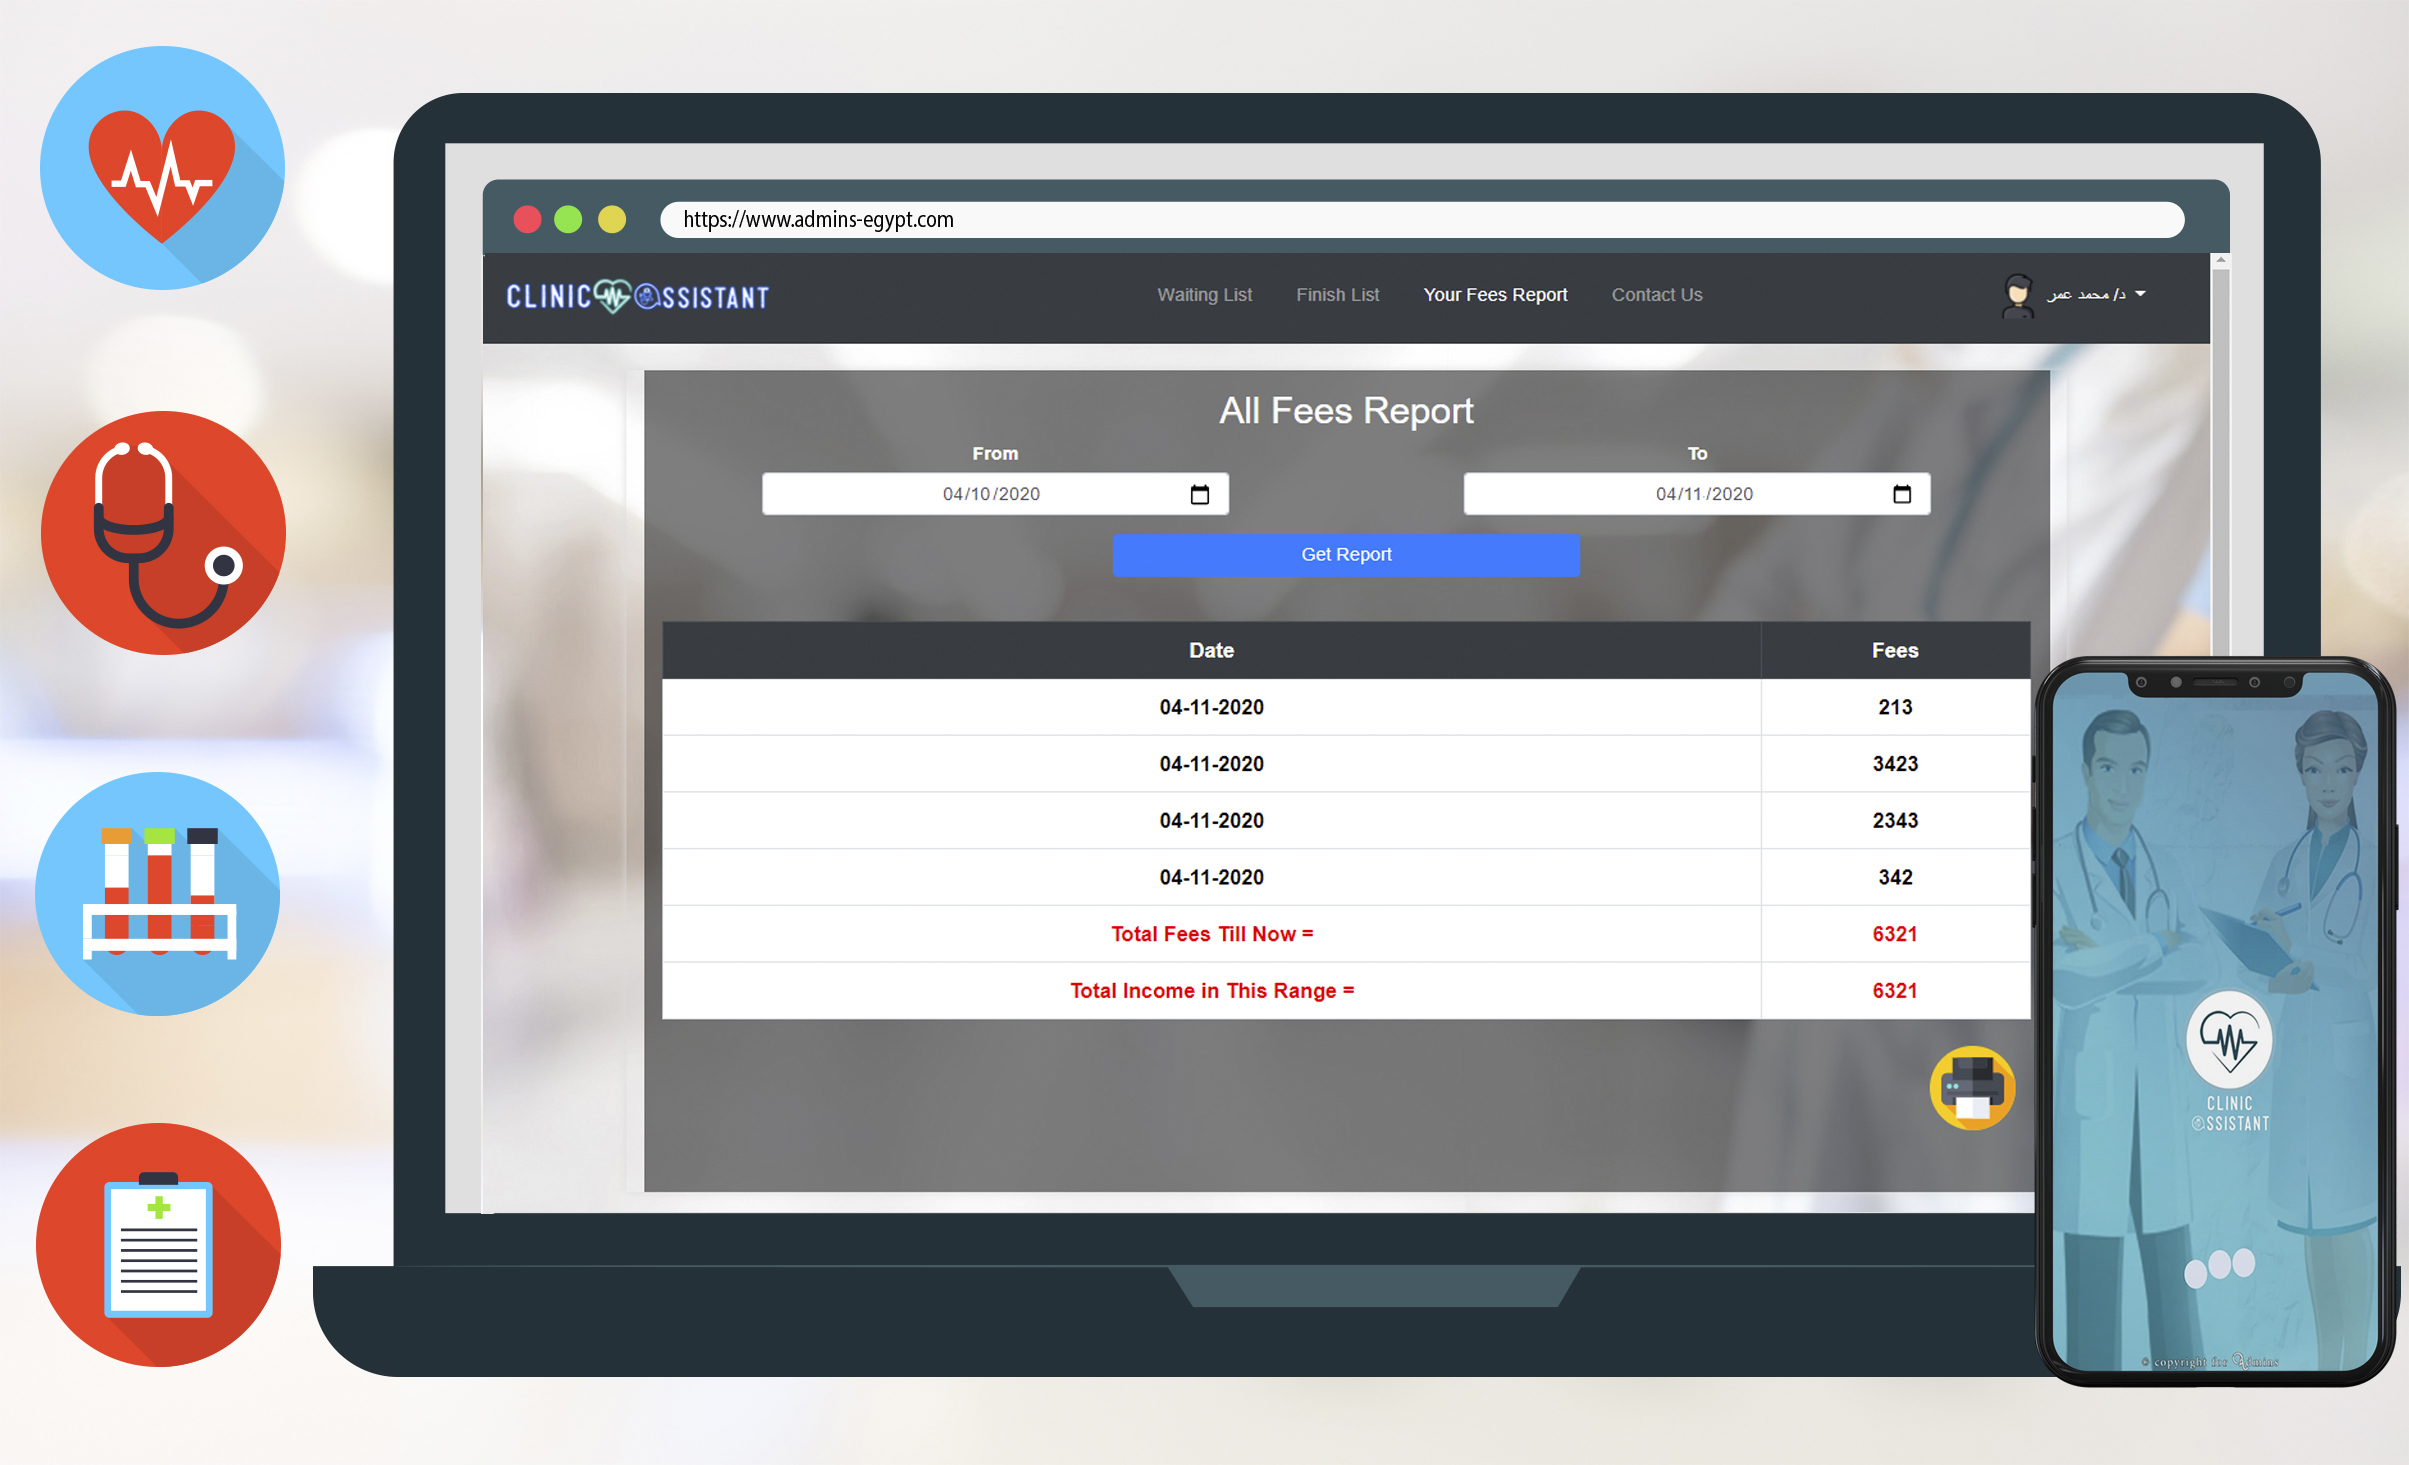 https://www.admins-egypt.com
CLINIC ASSISTANT
Waiting List
Finish List
Your Fees Report
Contact Us
د/ محمد عمر
All Fees Report
From
To
04/10/2020
04/11/2020
Get Report
Date Fees
04-11-2020 213
04-11-2020 3423
04-11-2020 2343
04-11-2020 342
Total Fees Till Now = 6321
Total Income in This Range = 6321
CLINIC
ASSISTANT
© copyright for Admins